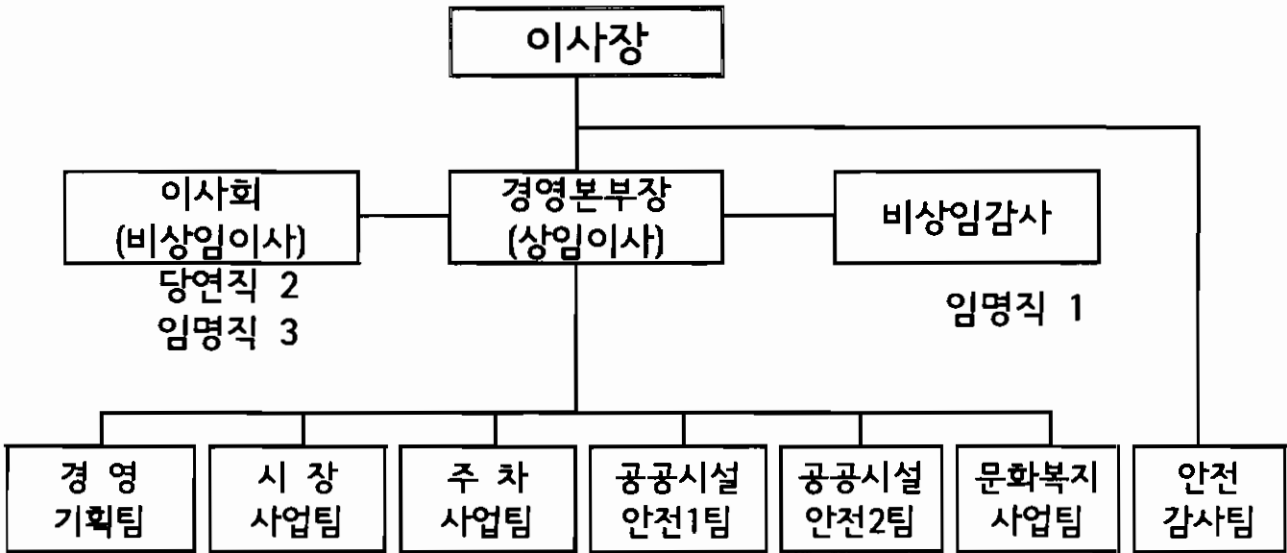 이사장
이사회
(비상임이사)
당연직 2
임명직 3
경영본부장
(상임이사)
비상임감사
임명직 1
경 영
기획팀
시 장
사업팀
주 차
사업팀
공공시설
안전1팀
공공시설
안전2팀
문화복지
사업팀
안전
감사팀